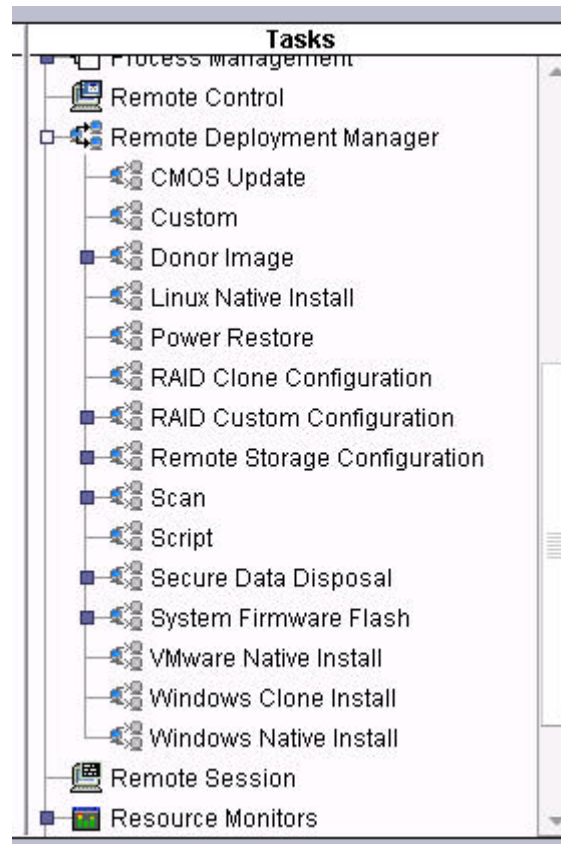 Tasks
Process Management
Remote Control
Remote Deployment Manager
CMOS Update
Custom
Donor Image
Linux Native Install
Power Restore
RAID Clone Configuration
RAID Custom Configuration
Remote Storage Configuration
Scan
Script
Secure Data Disposal
System Firmware Flash
VMware Native Install
Windows Clone Install
Windows Native Install
Remote Session
Resource Monitors